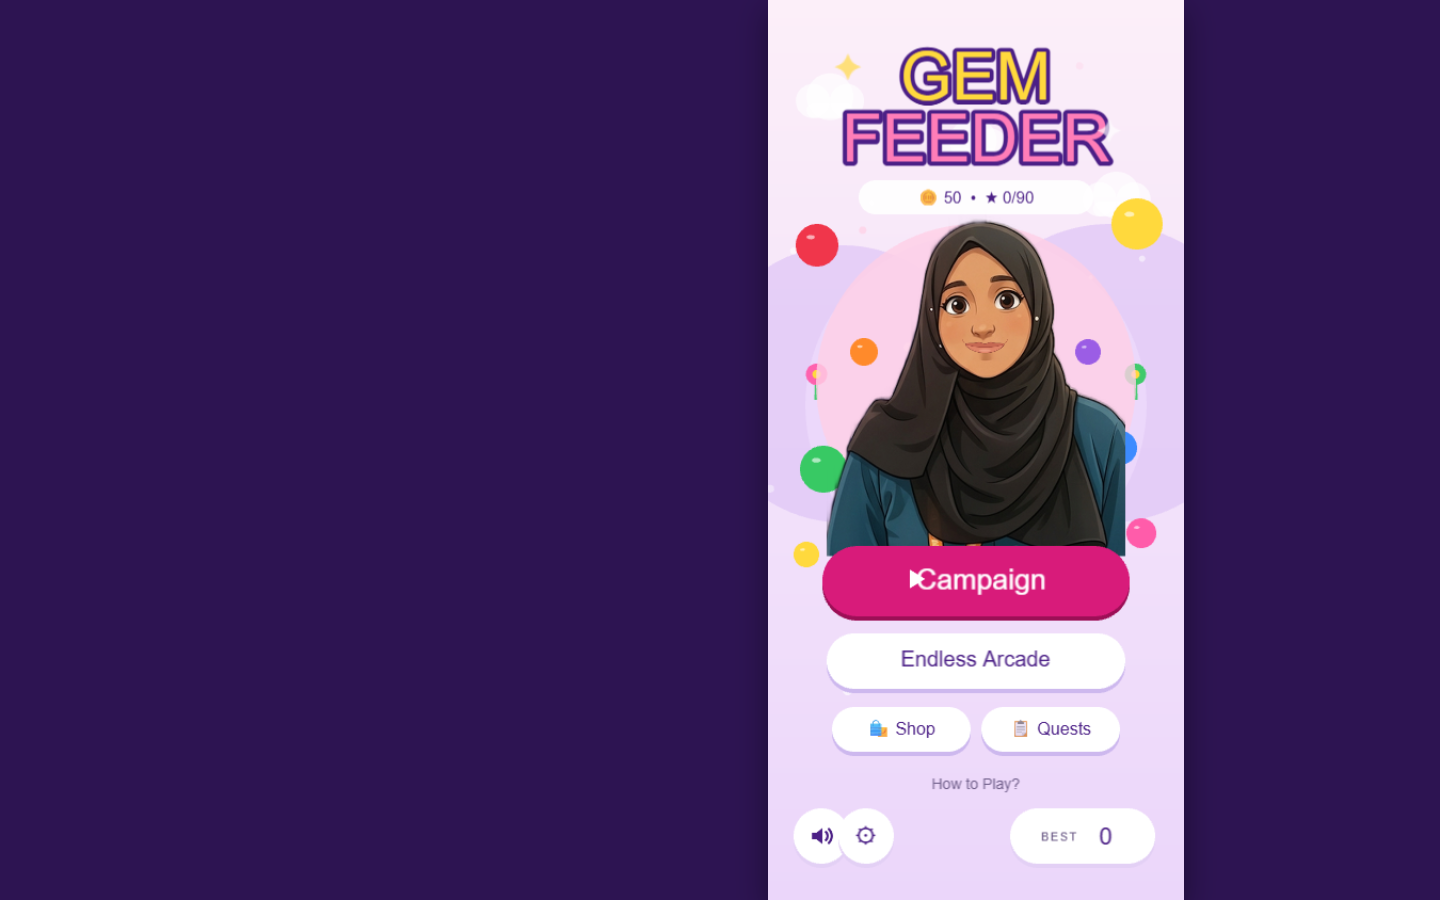 GEM
FEEDER
50 • ★ 0/90
Campaign
Endless Arcade
Shop
Quests
How to Play?
BEST 0